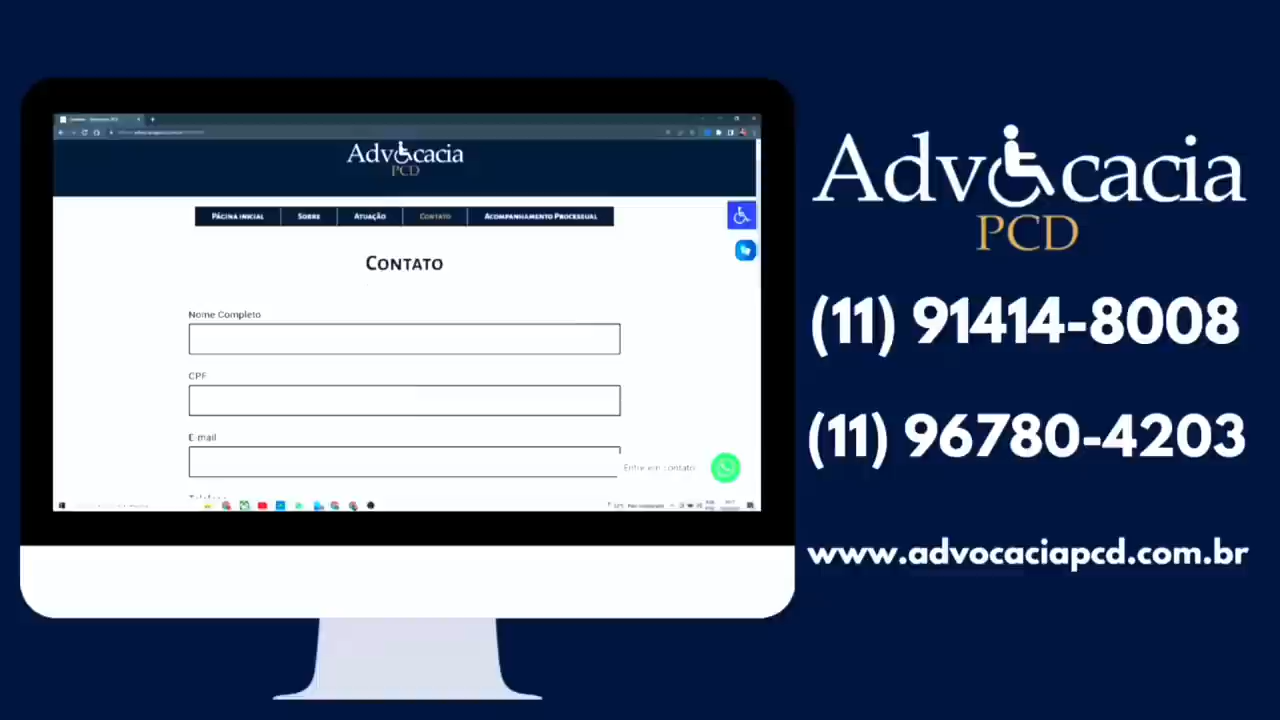 Advocacia
PCD
Página inicial
Sobre
Atuação
Contato
Acompanhamento Processual
Contato
Nome Completo
CPF
E-mail
Entre em contato
Advocacia
PCD
(11) 91414-8008
(11) 96780-4203
www.advocaciapcd.com.br